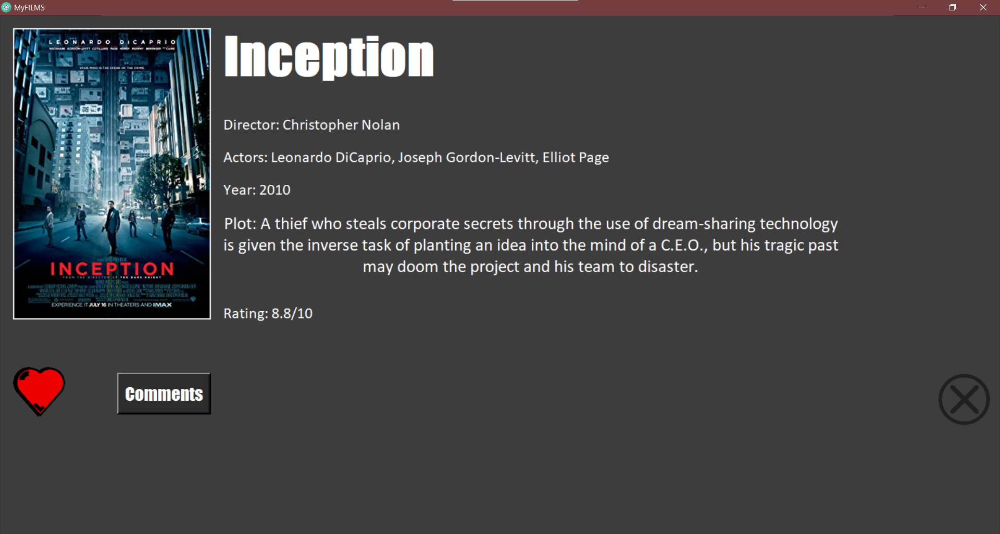 MyFILMS
LEONARDO DiCAPRIO
WATANABE GORDON-LEVITT COTILLARD PAGE HARDY MURPHY BERENGER AND CAINE
YOUR MIND IS THE SCENE OF THE CRIME.
INCEPTION
FROM THE DIRECTOR OF THE DARK KNIGHT
EXPERIENCE IT JULY 16 IN THEATERS AND IMAX
Inception
Director: Christopher Nolan
Actors: Leonardo DiCaprio, Joseph Gordon-Levitt, Elliot Page
Year: 2010
Plot: A thief who steals corporate secrets through the use of dream-sharing technology
is given the inverse task of planting an idea into the mind of a C.E.O., but his tragic past
may doom the project and his team to disaster.
Rating: 8.8/10
Comments